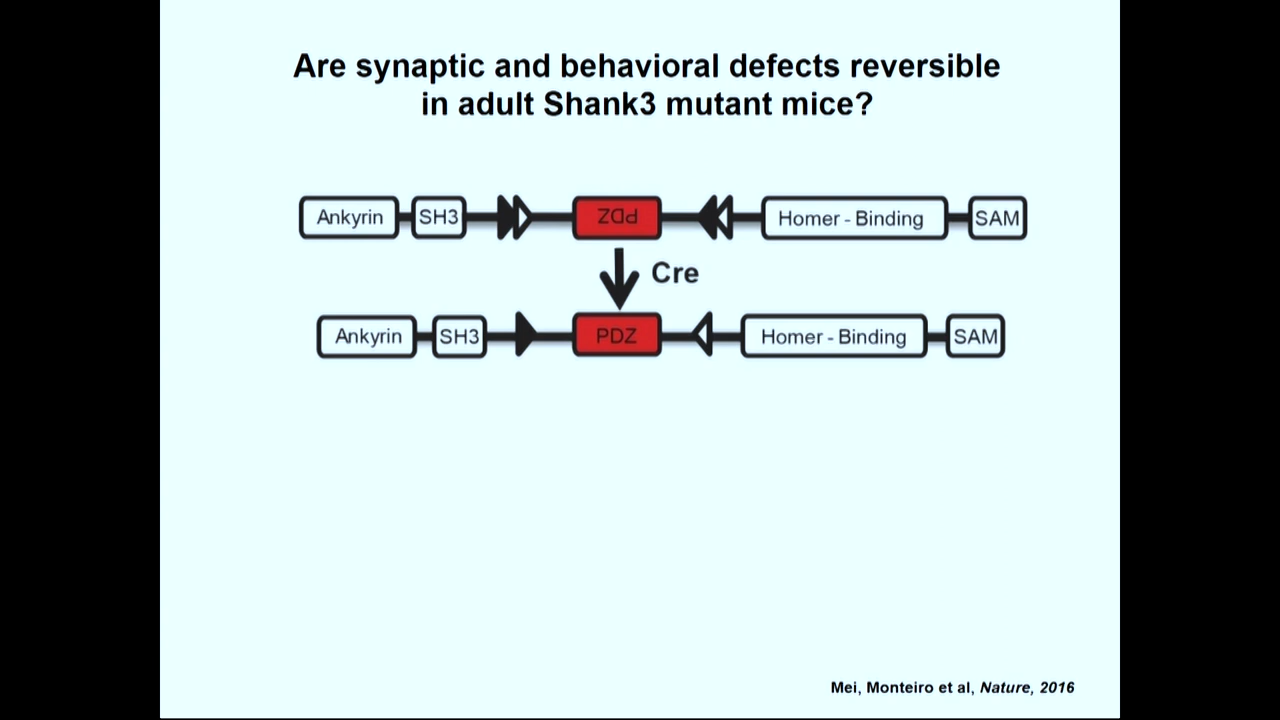 Are synaptic and behavioral defects reversible
in adult Shank3 mutant mice?
Ankyrin SH3 PDZ Homer - Binding SAM
Cre
Ankyrin SH3 PDZ Homer - Binding SAM
Mei, Monteiro et al, Nature, 2016